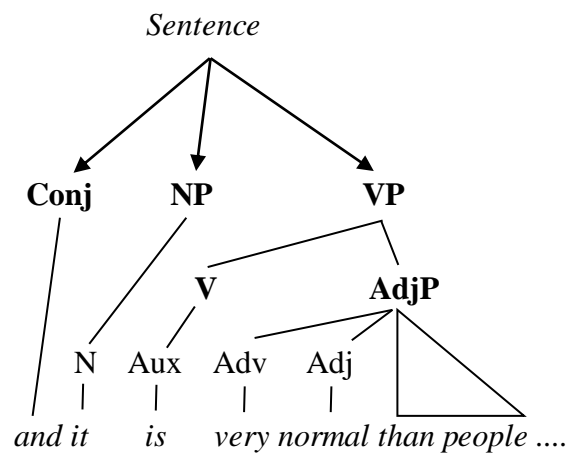 Sentence
Conj NP VP
V AdjP
N Aux Adv Adj
and it is very normal than people ....